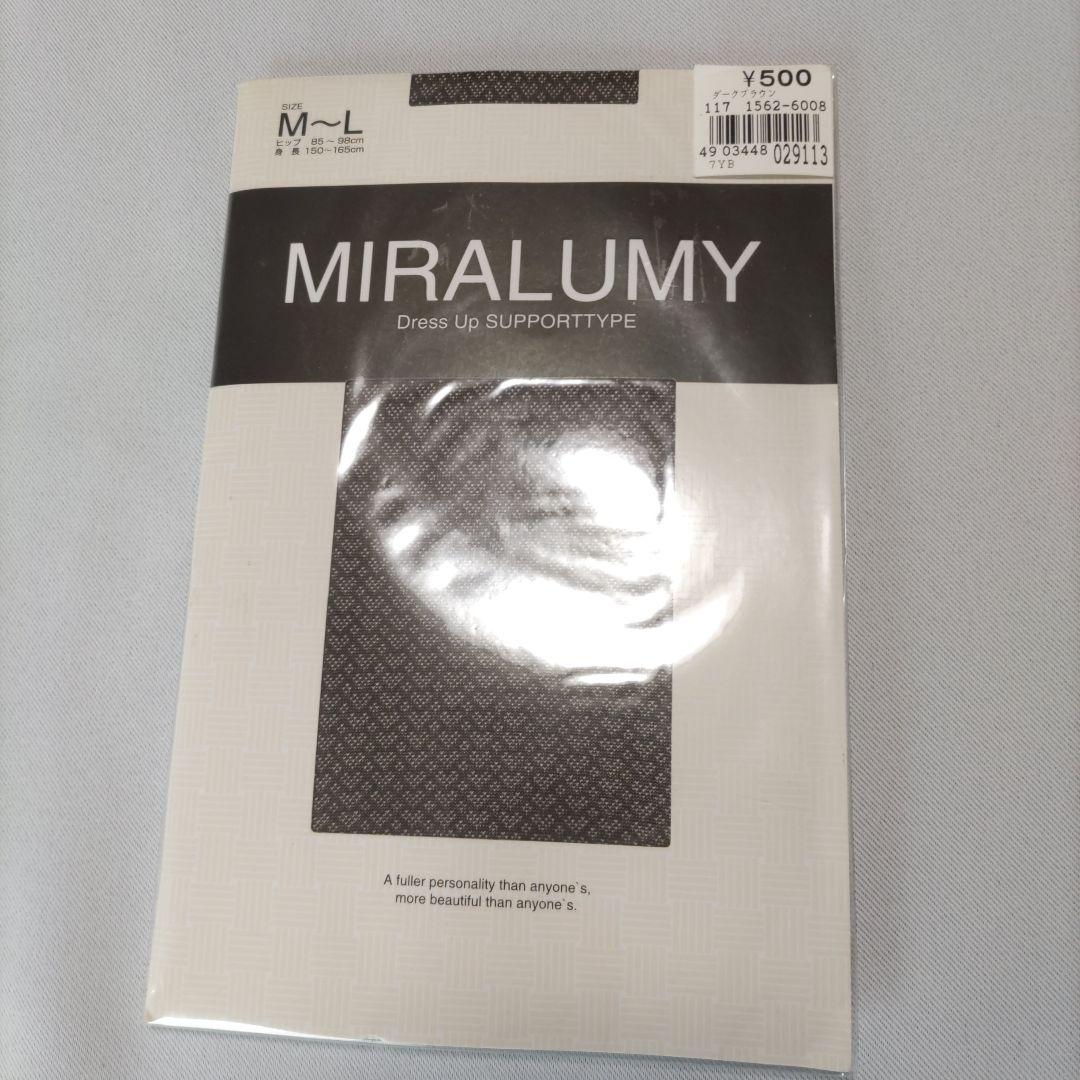 SIZE
M～L
ヒップ 85～98cm
身長 150～165cm
￥500
ダークブラウン
117 1562-6008
49 03448 029113
7YB
MIRALUMY
Dress Up SUPPORTTYPE
A fuller personality than anyone`s,
more beautiful than anyone`s.